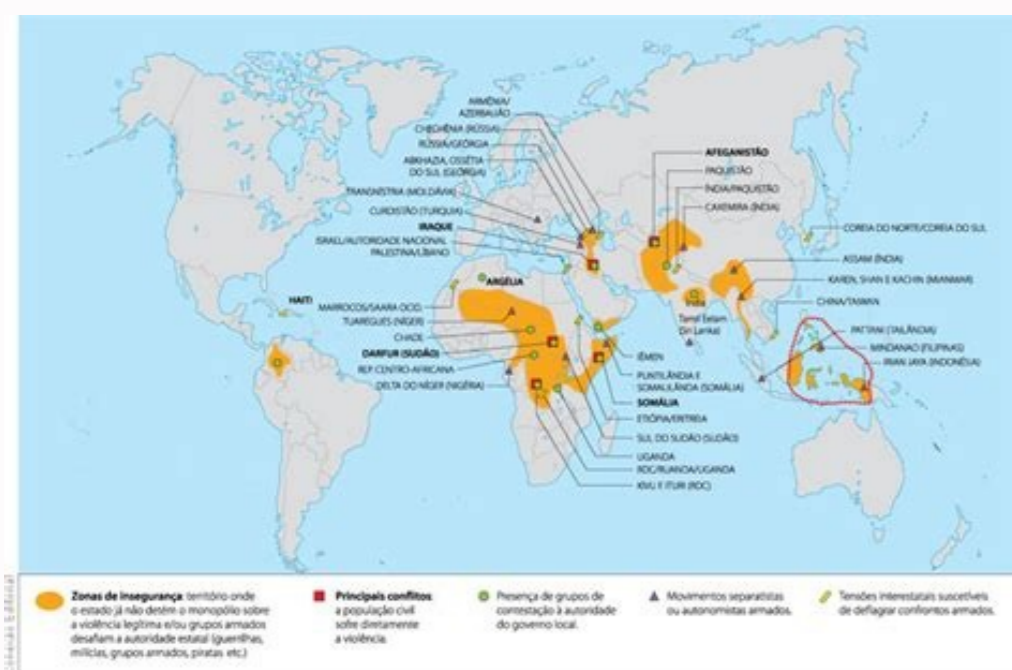 ARMÊNIA/
AZERBAIJÃO
CHECHÊNIA (RÚSSIA)
RÚSSIA/GEÓRGIA
ABKHAZIA, OSSÉTIA
DO SUL (GEÓRGIA)
TRANSNÍSTRIA (MOLDÁVIA)
CURDISTÃO (TURQUIA)
IRAQUE
ISRAEL/AUTORIDADE NACIONAL
PALESTINA/LÍBANO
ARGÉLIA
HAITI
MARROCOS/SAARA OCID.
TUAREGUES (NÍGER)
CHADE
DARFUR (SUDÃO)
REP. CENTRO-AFRICANA
DELTA DO NÍGER (NIGÉRIA)
AFEGANISTÃO
PAQUISTÃO
ÍNDIA/PAQUISTÃO
CAXEMIRA (ÍNDIA)
COREIA DO NORTE/COREIA DO SUL
ASSAM (ÍNDIA)
KAREN, SHAN E KACHIN (MIANMAR)
CHINA/TAIWAN
PATTANI (TAILÂNDIA)
MINDANAO (FILIPINAS)
IRIAN JAYA (INDONÉSIA)
Índia
Tamil Eelam
(Sri Lanka)
IÊMEN
PUNTILÂNDIA E
SOMALILÂNDIA (SOMÁLIA)
SOMÁLIA
ETIÓPIA/ERITREIA
SUL DO SUDÃO (SUDÃO)
UGANDA
RDC/RUANDA/UGANDA
KIVU E ITURI (RDC)
Zonas de insegurança: território onde
o estado já não detém o monopólio sobre
a violência legítima e/ou grupos armados
desafiam a autoridade estatal (guerrilhas,
milícias, grupos armados, piratas etc.)
Principais conflitos
a população civil
sofre diretamente
a violência.
Presença de grupos de
contestação à autoridade
do governo local.
Movimentos separatistas
ou autonomistas armados.
Tensões interestatais suscetíveis
de deflagrar confrontos armados.